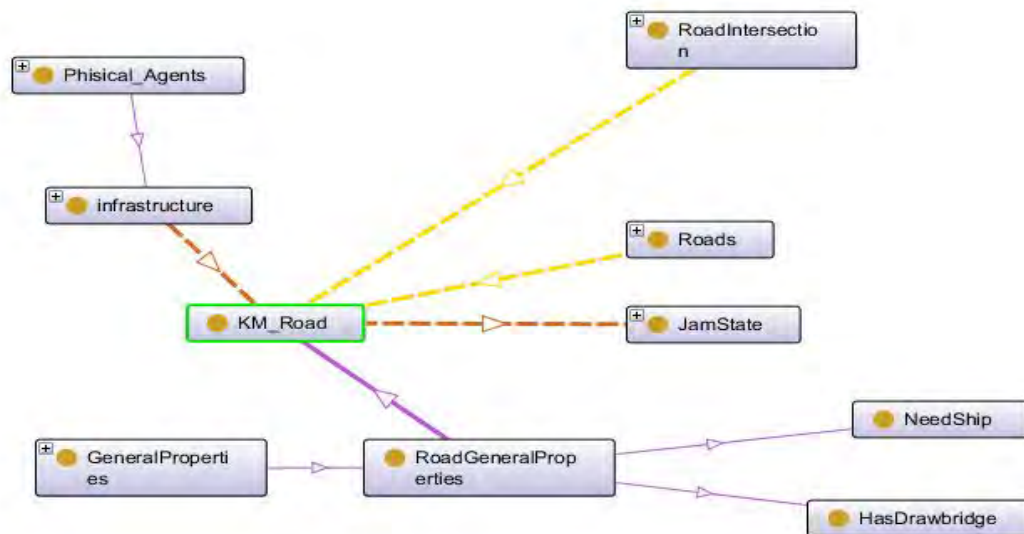 RoadIntersectio
n
Phisical_Agents
infrastructure
Roads
KM_Road
JamState
NeedShip
GeneralProperti
es
RoadGeneralProp
erties
HasDrawbridge